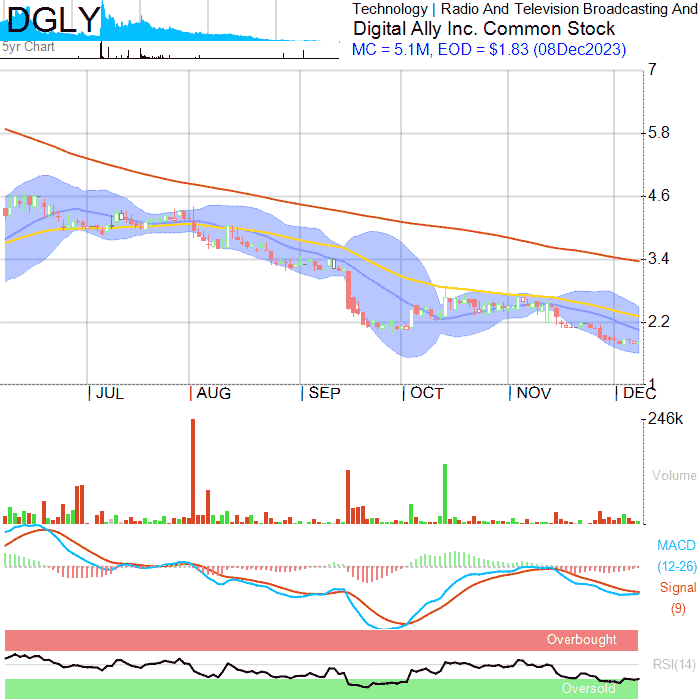 DGLY
5yr Chart
Technology | Radio And Television Broadcasting And
Digital Ally Inc. Common Stock
MC = 5.1M, EOD = $1.83 (08Dec2023)
7
5.8
4.6
3.4
2.2
1
JUL
AUG
SEP
OCT
NOV
DEC
246k
Volume
MACD
(12-26)
Signal
(9)
Overbought
RSI(14)
Oversold